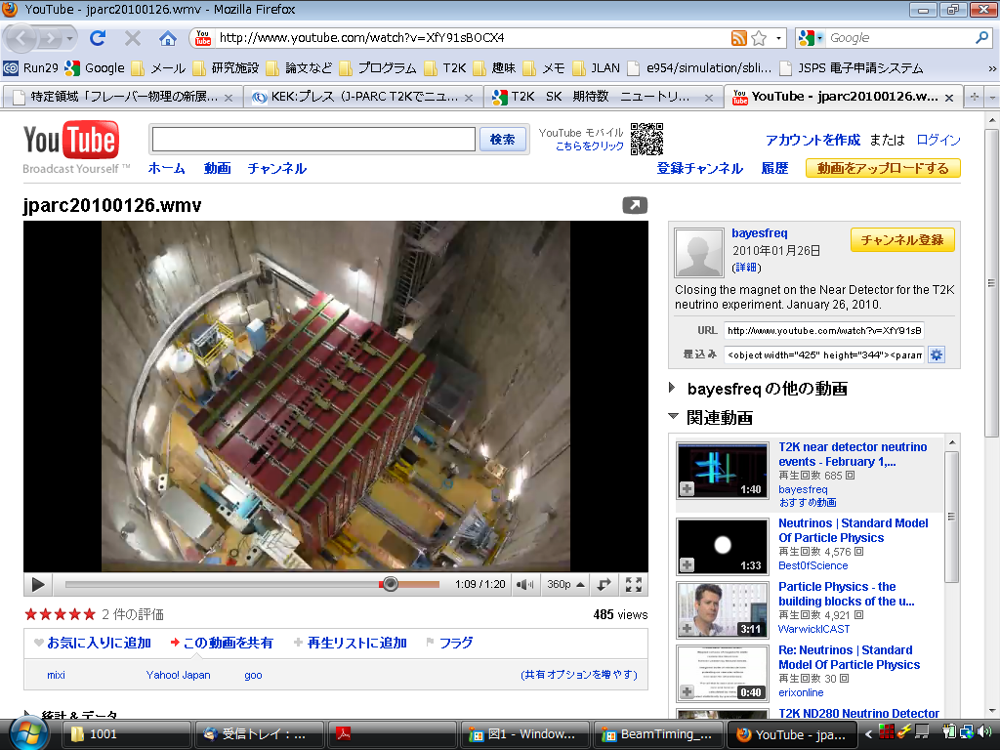 YouTube - jparc20100126.wmv - Mozilla Firefox
http://www.youtube.com/watch?v=XfY91sBOCX4
Google
Run29 Google メール 研究施設 論文など プログラム T2K 趣味 メモ JLAN e954/simulation/sbli... JSPS 電子申請システム »
特定領域「フレーバー物理の新展... KEK:プレス (J-PARC T2Kでニュ... T2K SK 期待数 ニュートリ... YouTube - jparc20100126.w...
YouTube
Broadcast Yourself™
検索
YouTube モバイル
こちらをクリック
アカウントを作成 または ログイン
ホーム 動画 チャンネル
登録チャンネル 履歴 動画をアップロードする
jparc20100126.wmv
bayesfreq
2010年01月26日
(詳細)
チャンネル登録
Closing the magnet on the Near Detector for the T2K
neutrino experiment. January 26, 2010.
URL http://www.youtube.com/watch?v=XfY91sB
埋込み <object width="425" height="344"><param
bayesfreq の他の動画
関連動画
T2K near detector neutrino
events - February 1,...
再生回数 685 回
bayesfreq
おすすめ動画
1:40
Neutrinos | Standard Model
Of Particle Physics
再生回数 4,576 回
BestOfScience
1:33
Particle Physics - the
building blocks of the u...
再生回数 4,921 回
WarwickICAST
3:11
Re: Neutrinos | Standard
Model Of Particle Physics
再生回数 30 回
erixonline
0:40
T2K ND280 Neutrino Detector
1:09 / 1:20 360p
2 件の評価
485 views
お気に入りに追加 この動画を共有 再生リストに追加 フラグ
mixi Yahoo! Japan goo (共有オプションを増やす)
統計 & データ
1001 受信トレイ : ... 図1 - Window... BeamTiming_... YouTube - jpa...